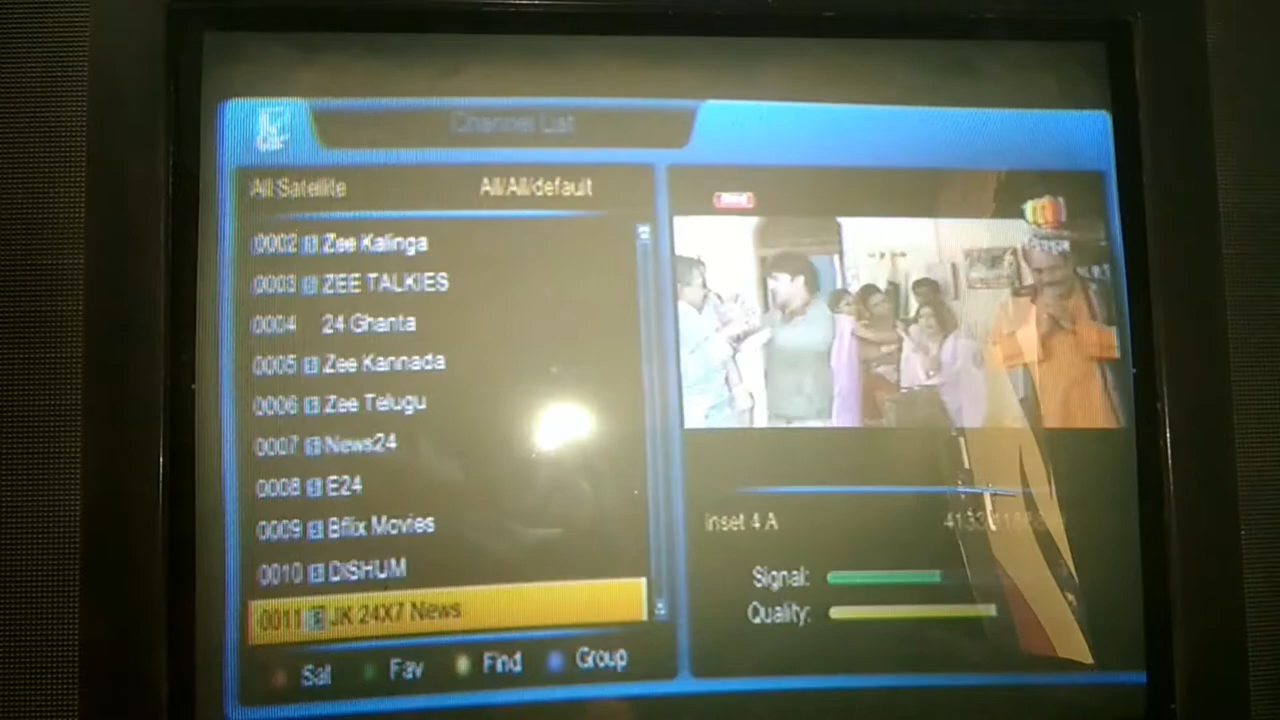 Channel List
All Satellite
All/All/default
0002 Zee Kalinga
0003 ZEE TALKIES
0004 24 Ghanta
0005 Zee Kannada
0006 Zee Telugu
0007 News24
0008 E24
0009 Bflix Movies
0010 DISHUM
0011 JK 24X7 News
Sat Fav Find Group
inset 4 A
Signal:
Quality: